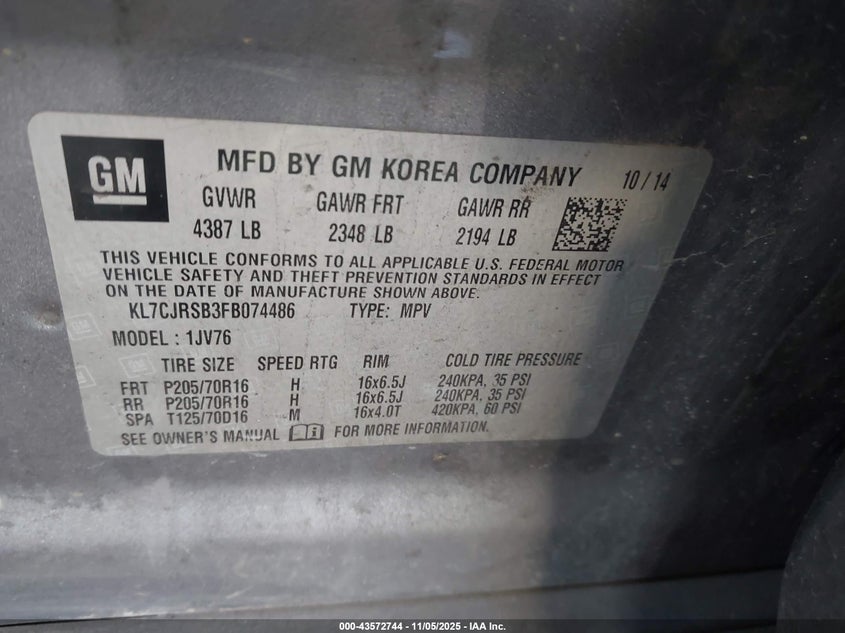 GM MFD BY GM KOREA COMPANY 10/14
GVWR GAWR FRT GAWR RR
4387 LB 2348 LB 2194 LB
THIS VEHICLE CONFORMS TO ALL APPLICABLE U.S. FEDERAL MOTOR
VEHICLE SAFETY AND THEFT PREVENTION STANDARDS IN EFFECT
ON THE DATE OF MANUFACTURE SHOWN ABOVE.
KL7CJRSB3FB074486 TYPE: MPV
MODEL : 1JV76
TIRE SIZE SPEED RTG RIM COLD TIRE PRESSURE
FRT P205/70R16 H 16x6.5J 240KPA, 35 PSI
RR P205/70R16 H 16x6.5J 240KPA, 35 PSI
SPA T125/70D16 M 16x4.0T 420KPA, 60 PSI
SEE OWNER'S MANUAL FOR MORE INFORMATION.
000-43572744 - 11/05/2025 - IAA Inc.